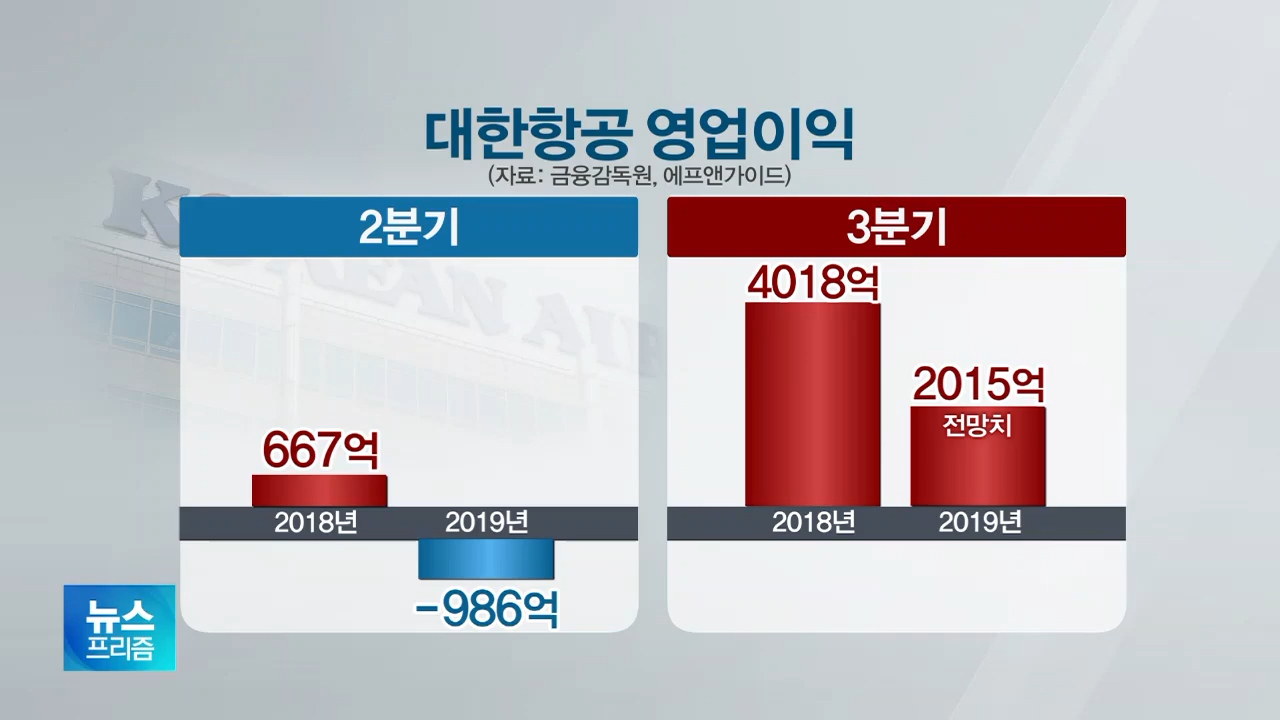 대한항공 영업이익
(자료: 금융감독원, 에프앤가이드)
2분기
667억
2018년
2019년
-986억
3분기
4018억
2015억
전망치
2018년
2019년
KOREAN AIR
뉴스
프리즘